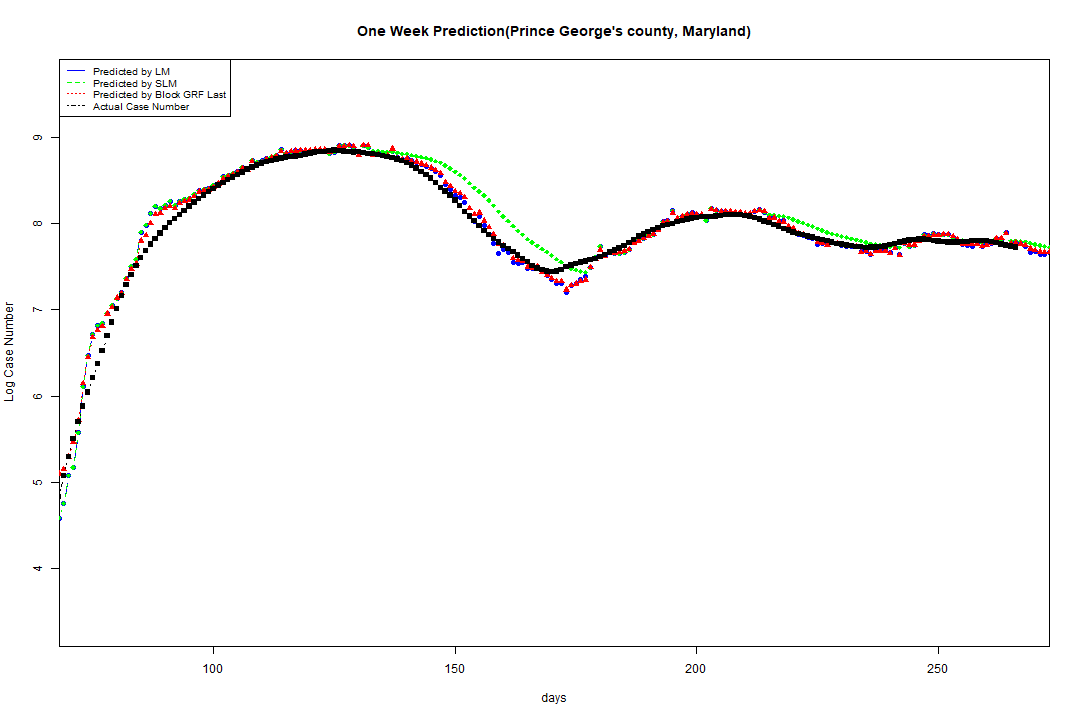 One Week Prediction(Prince George's county, Maryland)
Predicted by LM
Predicted by SLM
Predicted by Block GRF Last
Actual Case Number
Log Case Number
9
8
7
6
5
4
100 150 200 250
days